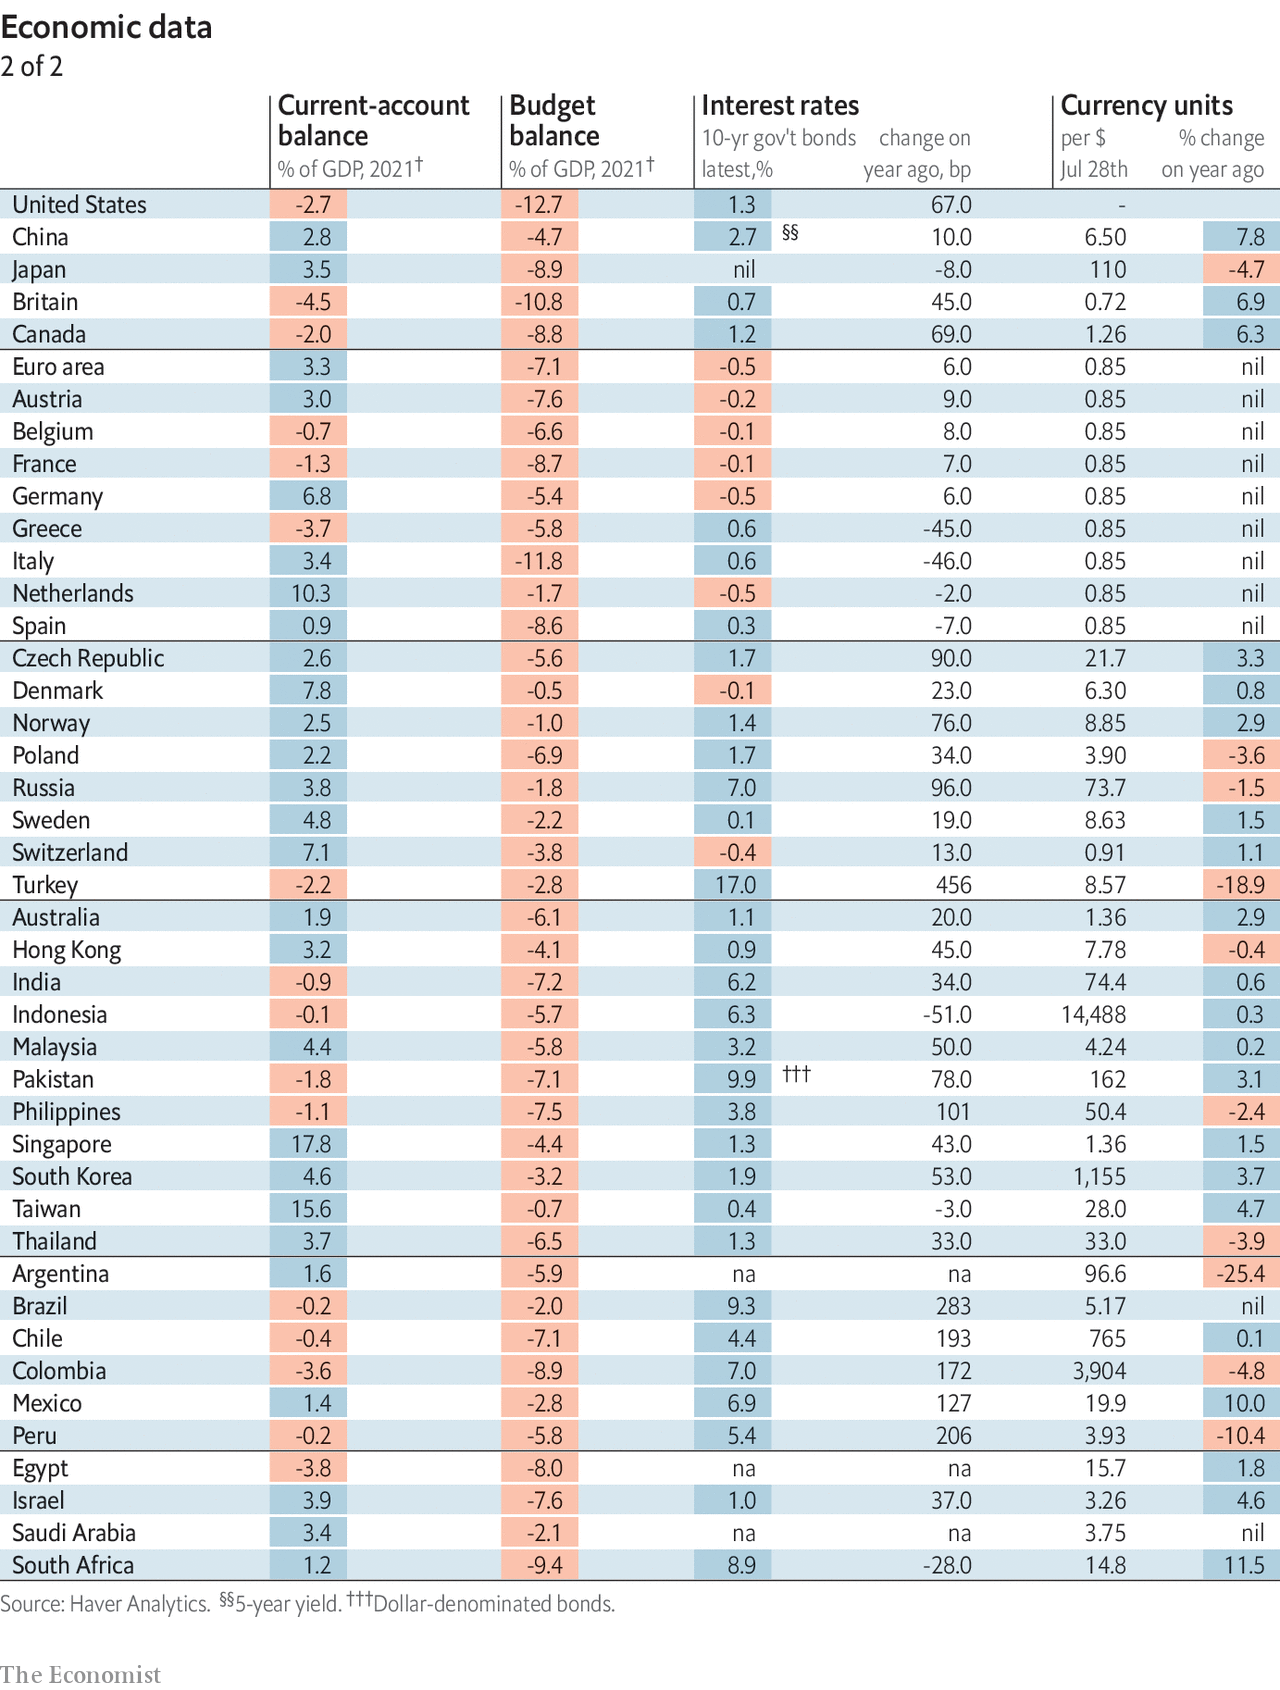 Economic data
2 of 2
Current-account balance % of GDP, 2021† Budget balance % of GDP, 2021† Interest rates 10-yr gov't bonds latest,% change on year ago, bp Currency units per $ Jul 28th % change on year ago
United States -2.7 -12.7 1.3 67.0 -
China 2.8 -4.7 2.7 §§ 10.0 6.50 7.8
Japan 3.5 -8.9 nil -8.0 110 -4.7
Britain -4.5 -10.8 0.7 45.0 0.72 6.9
Canada -2.0 -8.8 1.2 69.0 1.26 6.3
Euro area 3.3 -7.1 -0.5 6.0 0.85 nil
Austria 3.0 -7.6 -0.2 9.0 0.85 nil
Belgium -0.7 -6.6 -0.1 8.0 0.85 nil
France -1.3 -8.7 -0.1 7.0 0.85 nil
Germany 6.8 -5.4 -0.5 6.0 0.85 nil
Greece -3.7 -5.8 0.6 -45.0 0.85 nil
Italy 3.4 -11.8 0.6 -46.0 0.85 nil
Netherlands 10.3 -1.7 -0.5 -2.0 0.85 nil
Spain 0.9 -8.6 0.3 -7.0 0.85 nil
Czech Republic 2.6 -5.6 1.7 90.0 21.7 3.3
Denmark 7.8 -0.5 -0.1 23.0 6.30 0.8
Norway 2.5 -1.0 1.4 76.0 8.85 2.9
Poland 2.2 -6.9 1.7 34.0 3.90 -3.6
Russia 3.8 -1.8 7.0 96.0 73.7 -1.5
Sweden 4.8 -2.2 0.1 19.0 8.63 1.5
Switzerland 7.1 -3.8 -0.4 13.0 0.91 1.1
Turkey -2.2 -2.8 17.0 456 8.57 -18.9
Australia 1.9 -6.1 1.1 20.0 1.36 2.9
Hong Kong 3.2 -4.1 0.9 45.0 7.78 -0.4
India -0.9 -7.2 6.2 34.0 74.4 0.6
Indonesia -0.1 -5.7 6.3 -51.0 14,488 0.3
Malaysia 4.4 -5.8 3.2 50.0 4.24 0.2
Pakistan -1.8 -7.1 9.9 ††† 78.0 162 3.1
Philippines -1.1 -7.5 3.8 101 50.4 -2.4
Singapore 17.8 -4.4 1.3 43.0 1.36 1.5
South Korea 4.6 -3.2 1.9 53.0 1,155 3.7
Taiwan 15.6 -0.7 0.4 -3.0 28.0 4.7
Thailand 3.7 -6.5 1.3 33.0 33.0 -3.9
Argentina 1.6 -5.9 na na 96.6 -25.4
Brazil -0.2 -2.0 9.3 283 5.17 nil
Chile -0.4 -7.1 4.4 193 765 0.1
Colombia -3.6 -8.9 7.0 172 3,904 -4.8
Mexico 1.4 -2.8 6.9 127 19.9 10.0
Peru -0.2 -5.8 5.4 206 3.93 -10.4
Egypt -3.8 -8.0 na na 15.7 1.8
Israel 3.9 -7.6 1.0 37.0 3.26 4.6
Saudi Arabia 3.4 -2.1 na na 3.75 nil
South Africa 1.2 -9.4 8.9 -28.0 14.8 11.5
Source: Haver Analytics. §§5-year yield. †††Dollar-denominated bonds.
The Economist